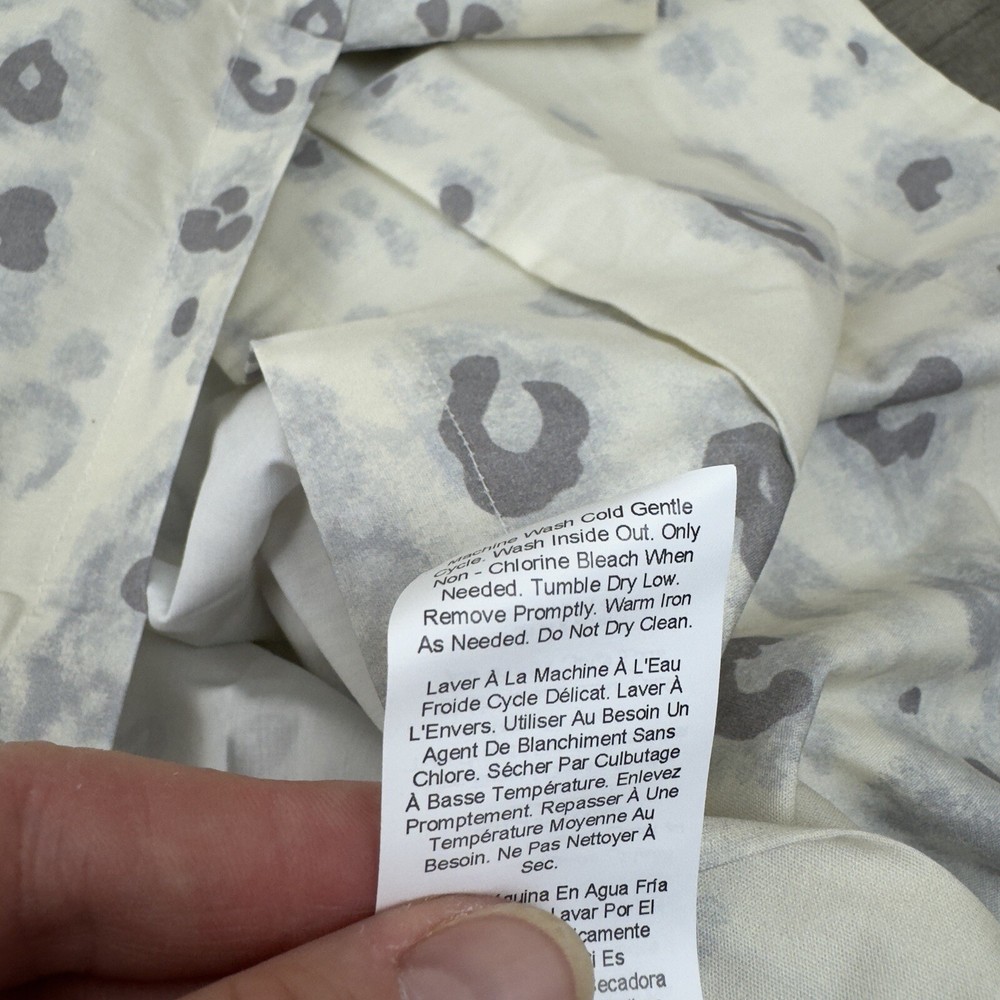 Machine Wash Cold Gentle
Cycle. Wash Inside Out. Only
Non - Chlorine Bleach When
Needed. Tumble Dry Low.
Remove Promptly. Warm Iron
As Needed. Do Not Dry Clean.
Laver À La Machine À L'Eau
Froide Cycle Délicat. Laver À
L'Envers. Utiliser Au Besoin Un
Agent De Blanchiment Sans
Chlore. Sécher Par Culbutage
À Basse Température. Enlevez
Promptement. Repasser À Une
Température Moyenne Au
Besoin. Ne Pas Nettoyer À
Sec.
En Agua Fría
Lavar Por El
Es